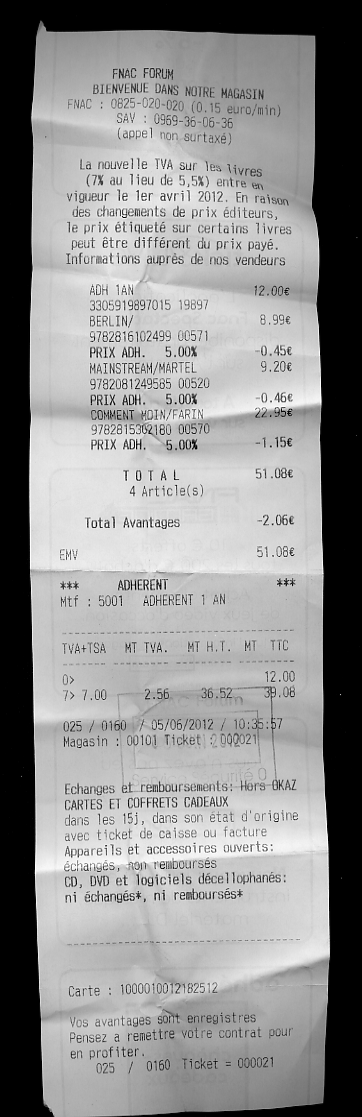 FNAC FORUM
BIENVENUE DANS NOTRE MAGASIN
FNAC : 0825-020-020 (0.15 euro/min)
SAV : 0969-36-06-36
(appel non surtaxé)
La nouvelle TVA sur les livres
(7% au lieu de 5,5%) entre en
vigueur le 1er avril 2012. En raison
des changements de prix éditeurs,
le prix étiqueté sur certains livres
peut être différent du prix payé.
Informations auprès de nos vendeurs
ADH 1AN 12.00€
3305919897015 19897
BERLIN/ 8.99€
9782816102499 00571
PRIX ADH. 5.00% -0.45€
MAINSTREAM/MARTEL 9.20€
9782081249585 00520
PRIX ADH. 5.00% -0.46€
COMMENT MOIN/FARIN 22.95€
9782815302180 00570
PRIX ADH. 5.00% -1.15€
TOTAL 51.08€
4 Article(s)
Total Avantages -2.06€
EMV 51.08€
*** ADHERENT ***
Mtf : 5001 ADHERENT 1 AN
TVA+TSA MT TVA. MT H.T. MT TTC
0> 12.00
7> 7.00 2.56 36.52 39.08
025 / 0160 / 05/06/2012 / 10:35:57
Magasin : 00101 Ticket : 000021
Echanges et remboursements: Hors OKAZ
CARTES ET COFFRETS CADEAUX
dans les 15j, dans son état d'origine
avec ticket de caisse ou facture
Appareils et accessoires ouverts:
échangés, non remboursés
CD, DVD et logiciels décellophanés:
ni échangés*, ni remboursés*
Carte : 1000010012182512
Vos avantages sont enregistres
Pensez a remettre votre contrat pour
en profiter.
025 / 0160 Ticket = 000021